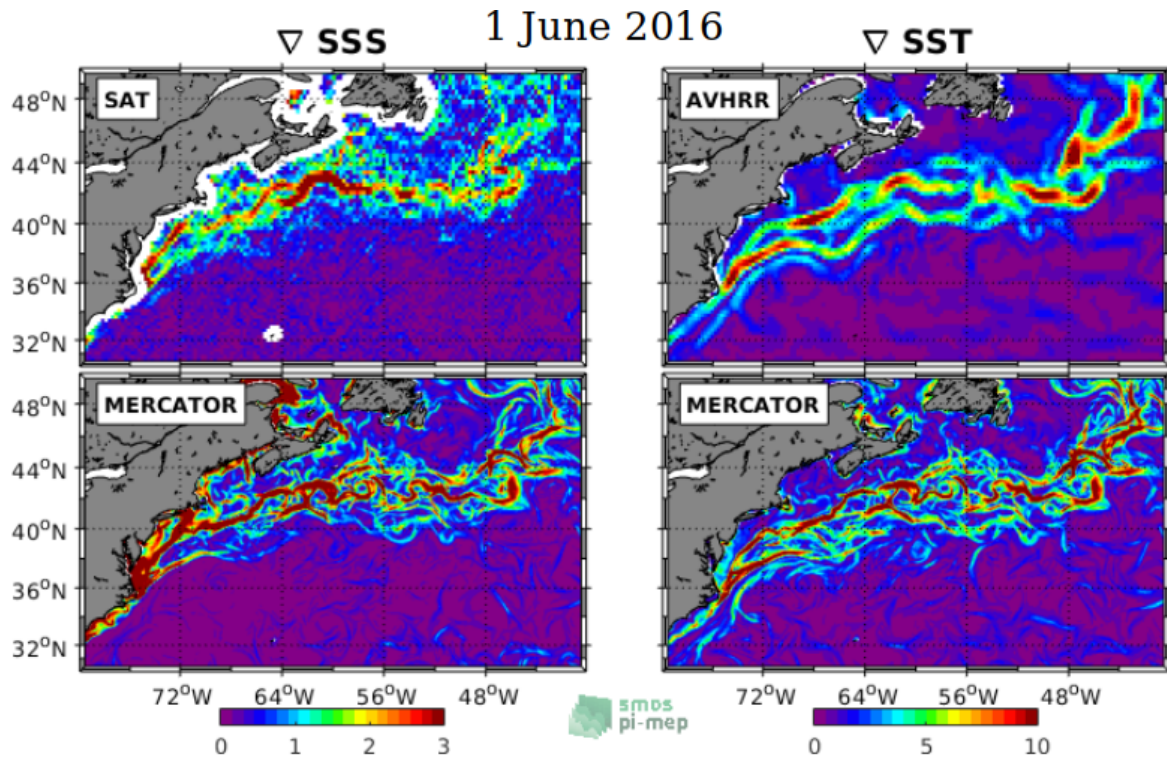 1 June 2016
▽ SSS
▽ SST
SAT
AVHRR
48°N
44°N
40°N
36°N
32°N
MERCATOR
MERCATOR
48°N
44°N
40°N
36°N
32°N
72°W 64°W 56°W 48°W
72°W 64°W 56°W 48°W
0 1 2 3
smos
pi-mep
0 5 10